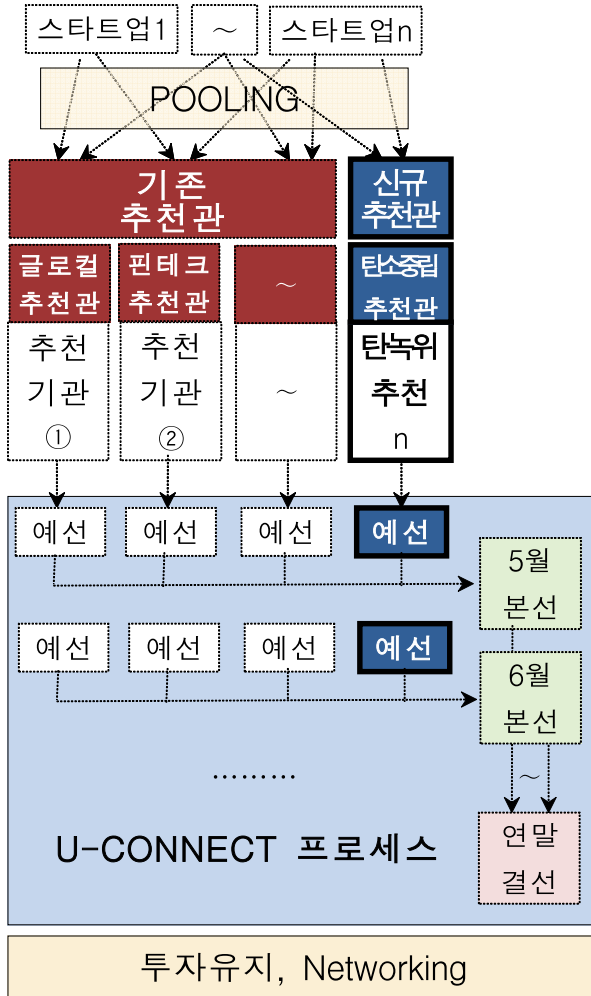 스타트업1 ～ 스타트업n
POOLING
기존
추천관
신규
추천관
글로컬
추천관
핀테크
추천관
～
탄소중립
추천관
추천
기관
①
추천
기관
②
～
탄녹위
추천
n
예선 예선 예선 예선
5월
본선
예선 예선 예선 예선
6월
본선
………
～
U-CONNECT 프로세스
연말
결선
투자유지, Networking